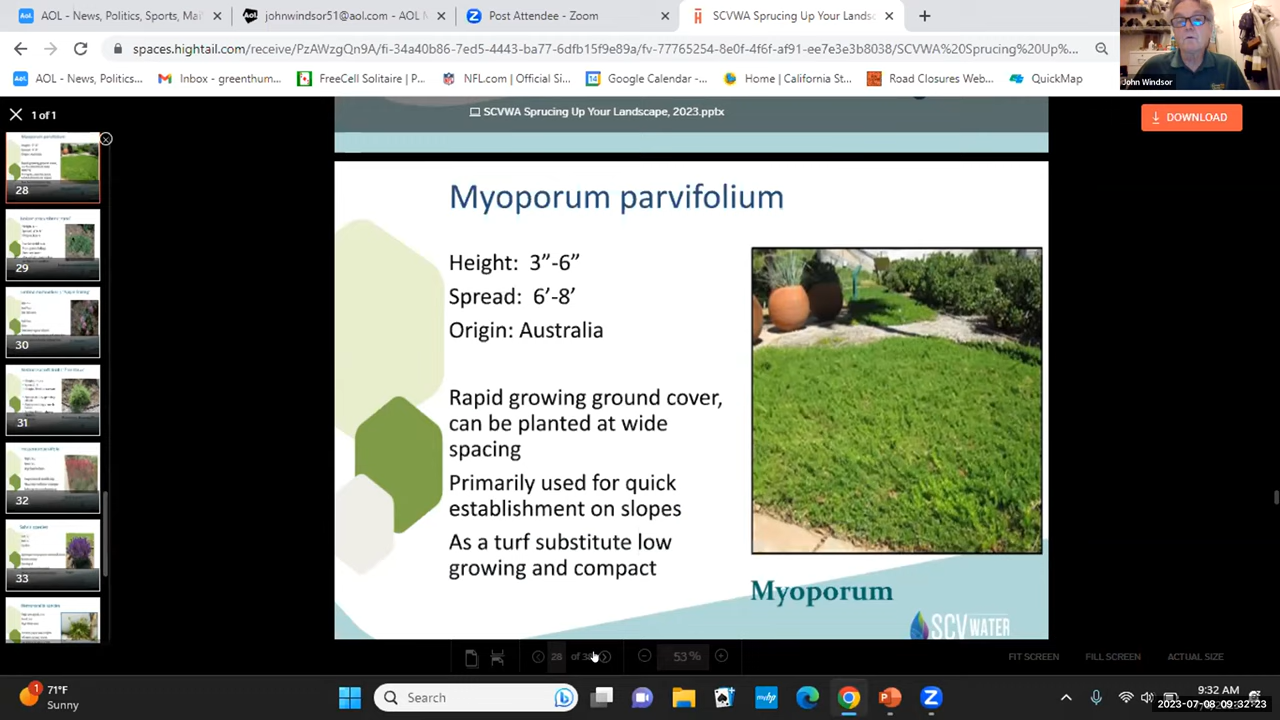 AOL - News, Politics, Sports, Mai
johnwindsor51@aol.com - AOL
Post Attendee - Zoom
SCVWA Sprucing Up Your Landsc
spaces.hightail.com/receive/PzAWzgQn9A/fi-34a40b86-7ed5-4443-ba77-6dfb15f9e89a/fv-77765254-8e0f-4f6f-af91-ee7e3e3b8038/SCVWA%20Sprucing%20Up%...
AOL - News, Politics...
Inbox - greenthum...
FreeCell Solitaire | P...
NFL.com | Official Si...
Google Calendar -...
Home | California St...
Road Closures Web...
QuickMap
John Windsor
1 of 1
SCVWA Sprucing Up Your Landscape, 2023.pptx
DOWNLOAD
28
29
30
31
32
33
Myoporum parvifolium
Height: 3”-6”
Spread: 6’-8’
Origin: Australia
Rapid growing ground cover,
can be planted at wide
spacing
Primarily used for quick
establishment on slopes
As a turf substitute low
growing and compact
Myoporum
SCVWATER
28 of
53 %
FIT SCREEN
FILL SCREEN
ACTUAL SIZE
1
71°F
Sunny
Search
9:32 AM
2023-07-08 09:32:23